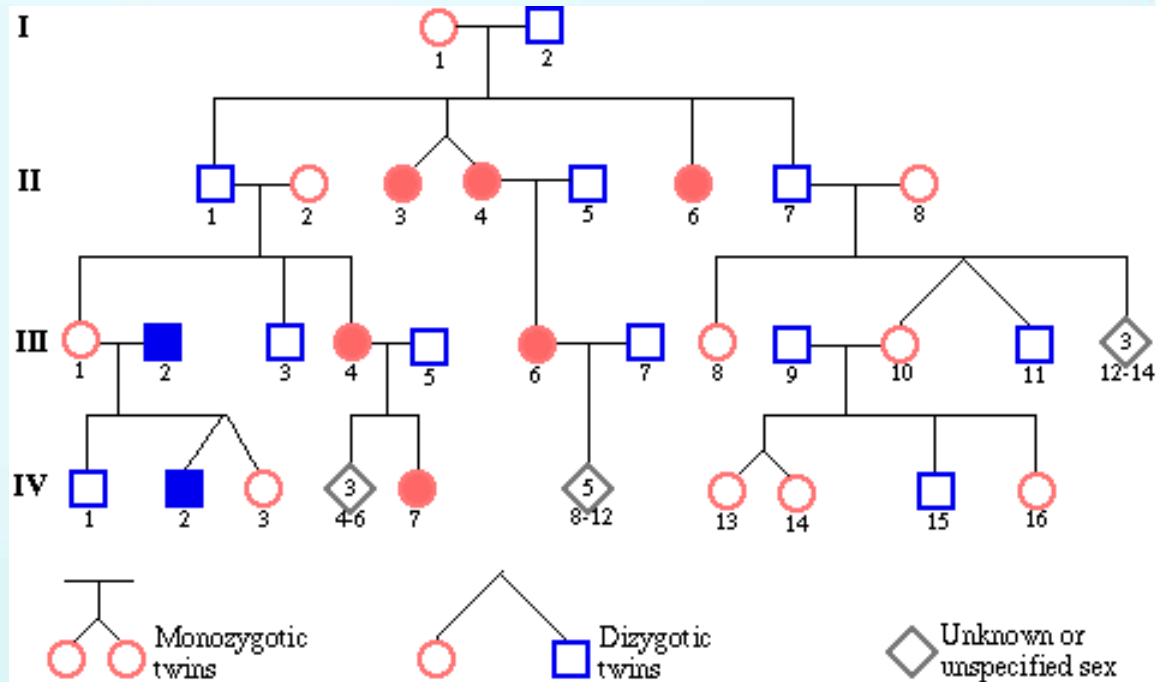 I
1 2
II
1 2 3 4 5 6 7 8
III
1 2 3 4 5 6 7 8 9 10 11 3
12-14
IV
1 2 3 3 7 5 13 14 15 16
4-6 8-12
Monozygotic
twins
Dizygotic
twins
Unknown or
unspecified sex